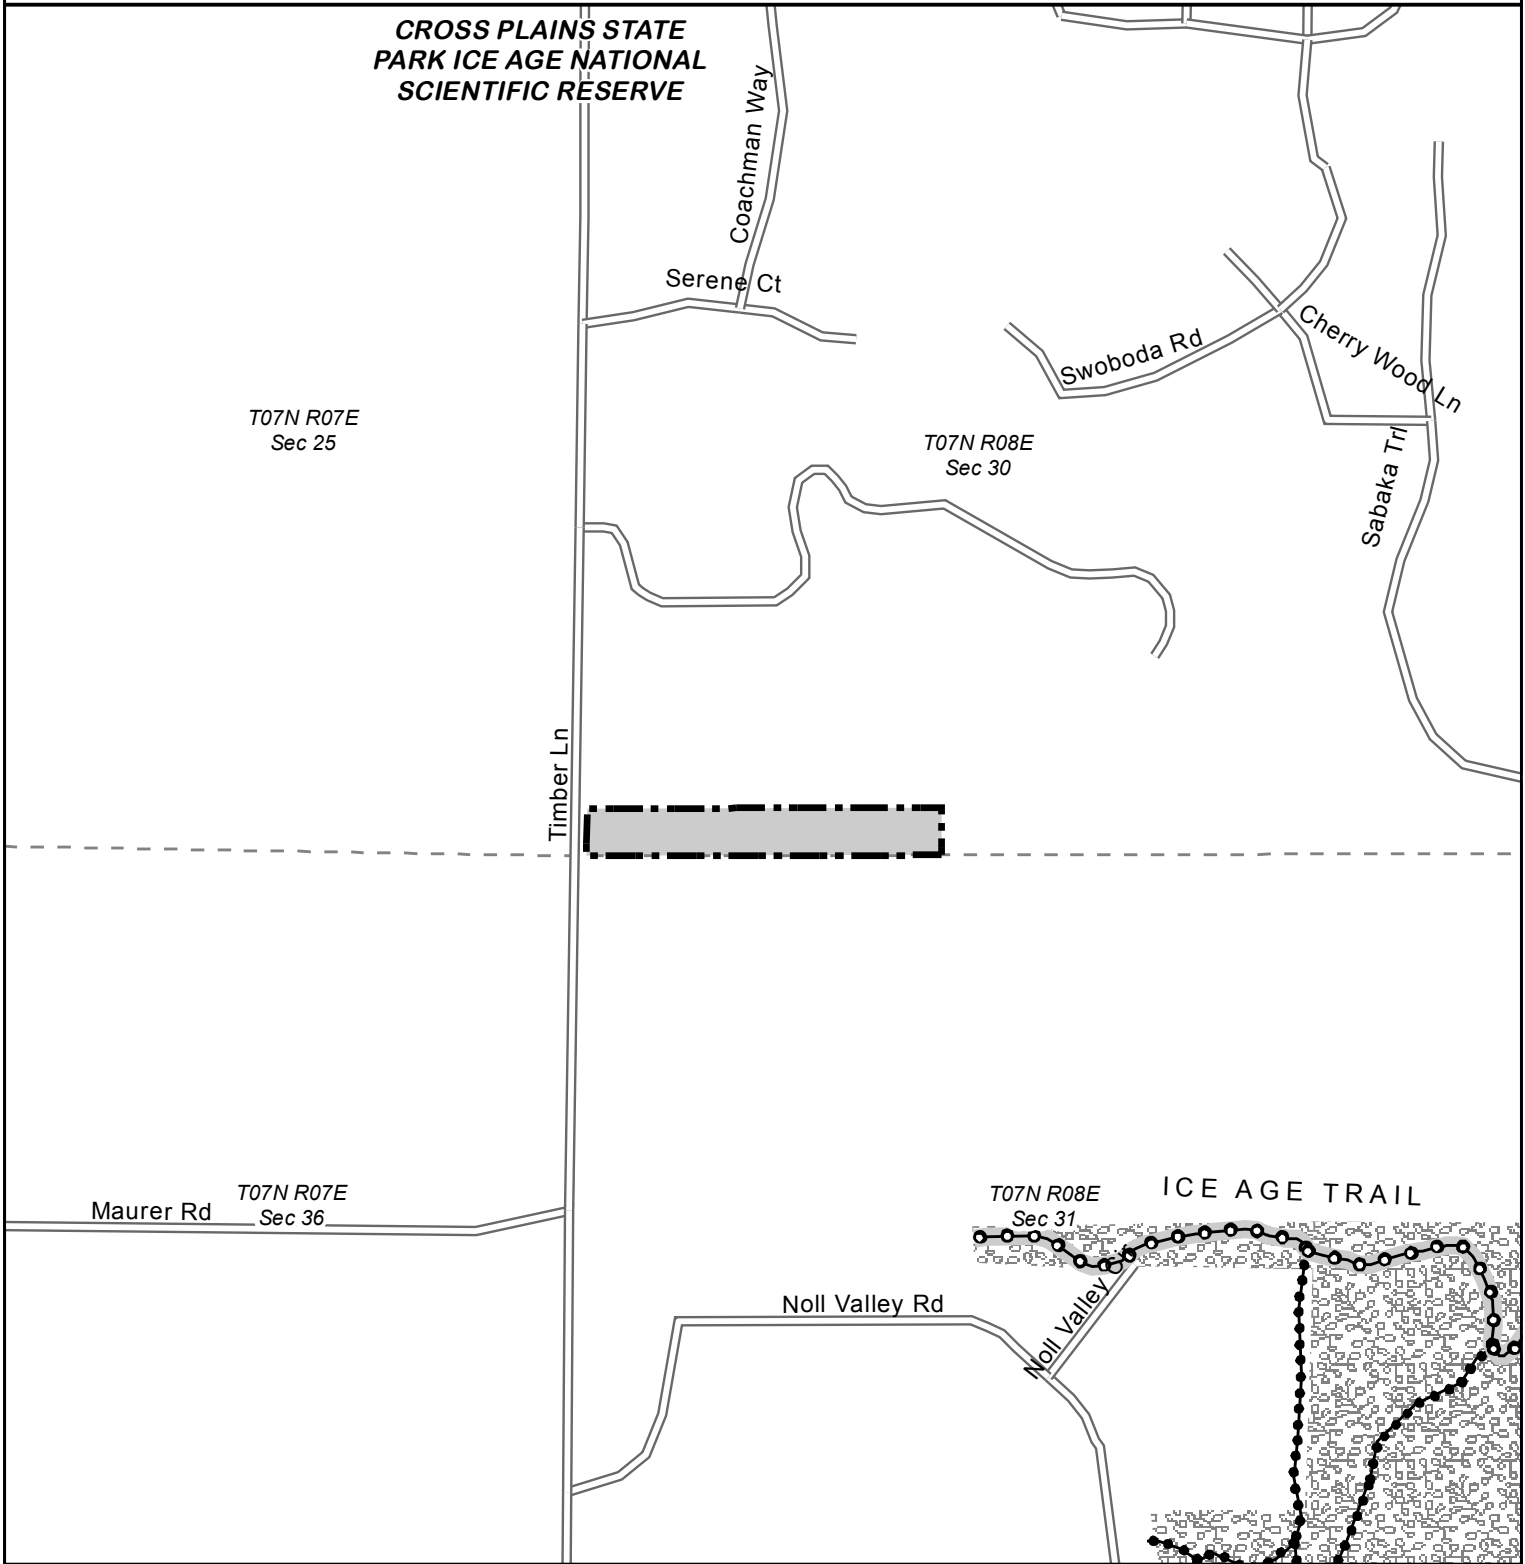 CROSS PLAINS STATE
PARK ICE AGE NATIONAL
SCIENTIFIC RESERVE
Coachman Way
Serene Ct
Swoboda Rd
Cherry Wood Ln
Sabaka Trl
T07N R07E
Sec 25
T07N R08E
Sec 30
Timber Ln
Maurer Rd
T07N R07E
Sec 36
T07N R08E
Sec 31
ICE AGE TRAIL
Noll Valley Rd
Noll Valley Cir